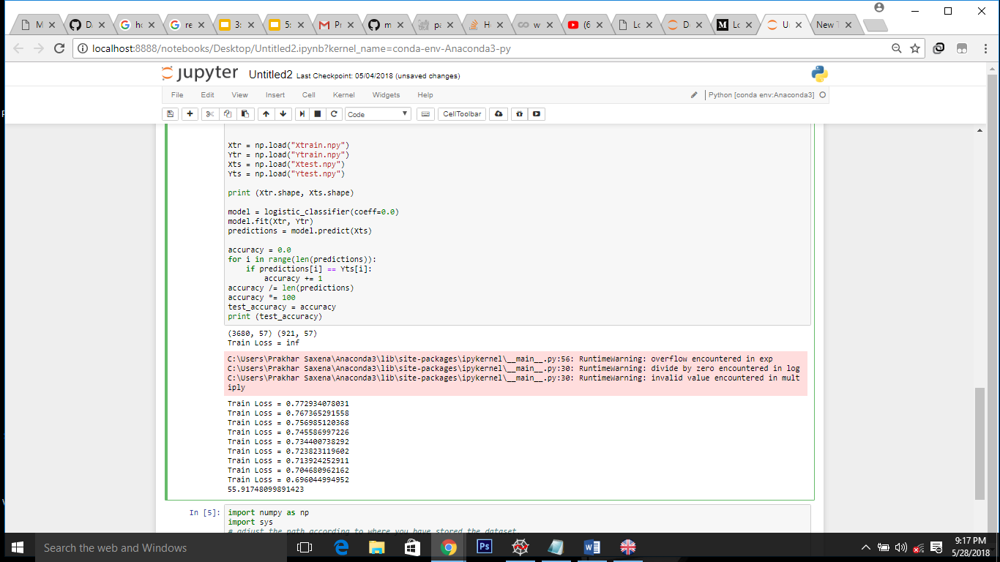 M
D
ho
re
3:
5:
Pr
m
pa
H
w
(6
Lo
D
Lo
U
New T
localhost:8888/notebooks/Desktop/Untitled2.ipynb?kernel_name=conda-env-Anaconda3-py
jupyter Untitled2 Last Checkpoint: 05/04/2018 (unsaved changes)
File Edit View Insert Cell Kernel Widgets Help Python [conda env:Anaconda3]
Code CellToolbar
Xtr = np.load("Xtrain.npy")
Ytr = np.load("Ytrain.npy")
Xts = np.load("Xtest.npy")
Yts = np.load("Ytest.npy")
print (Xtr.shape, Xts.shape)
model = logistic_classifier(coeff=0.0)
model.fit(Xtr, Ytr)
predictions = model.predict(Xts)
accuracy = 0.0
for i in range(len(predictions)):
    if predictions[i] == Yts[i]:
        accuracy += 1
accuracy /= len(predictions)
accuracy *= 100
test_accuracy = accuracy
print (test_accuracy)
(3680, 57) (921, 57)
Train Loss = inf
C:\Users\Prakhar Saxena\Anaconda3\lib\site-packages\ipykernel\__main__.py:56: RuntimeWarning: overflow encountered in exp
C:\Users\Prakhar Saxena\Anaconda3\lib\site-packages\ipykernel\__main__.py:30: RuntimeWarning: divide by zero encountered in log
C:\Users\Prakhar Saxena\Anaconda3\lib\site-packages\ipykernel\__main__.py:30: RuntimeWarning: invalid value encountered in mult
iply
Train Loss = 0.772934078031
Train Loss = 0.767365291558
Train Loss = 0.756985120368
Train Loss = 0.745586997226
Train Loss = 0.734400738292
Train Loss = 0.723823119602
Train Loss = 0.713924252911
Train Loss = 0.704680962162
Train Loss = 0.696044994952
55.91748099891423
In [5]: import numpy as np
import sys
# adjust the path according to where you have stored the dataset
Search the web and Windows
Ps
9:17 PM
5/28/2018